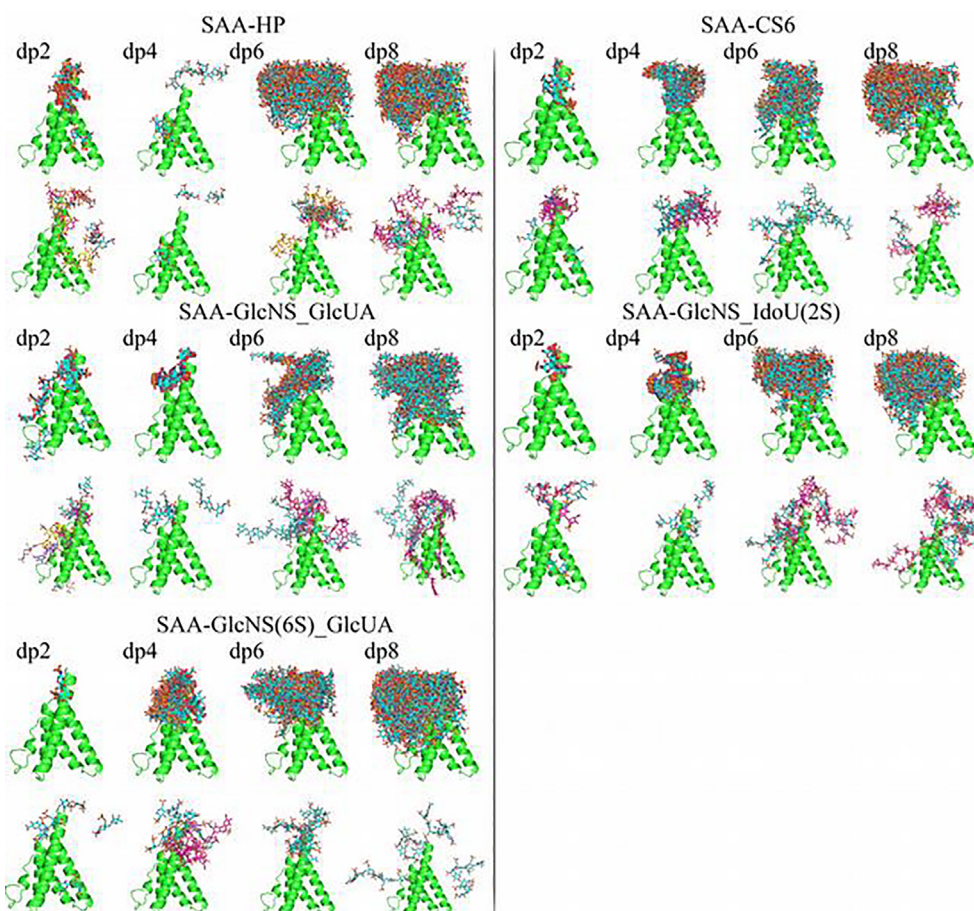 SAA-HP
dp2 dp4 dp6 dp8
SAA-CS6
dp2 dp4 dp6 dp8
SAA-GlcNS_GlcUA
dp2 dp4 dp6 dp8
SAA-GlcNS_IdoU(2S)
dp2 dp4 dp6 dp8
SAA-GlcNS(6S)_GlcUA
dp2 dp4 dp6 dp8